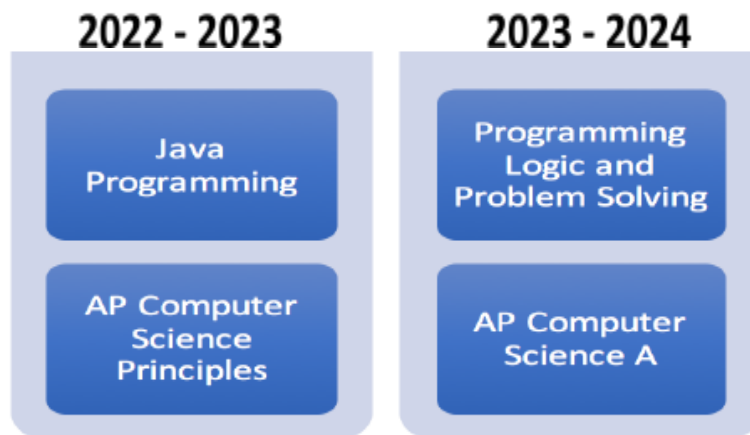 2022 - 2023
Java
Programming
AP Computer
Science
Principles
2023 - 2024
Programming
Logic and
Problem Solving
AP Computer
Science A